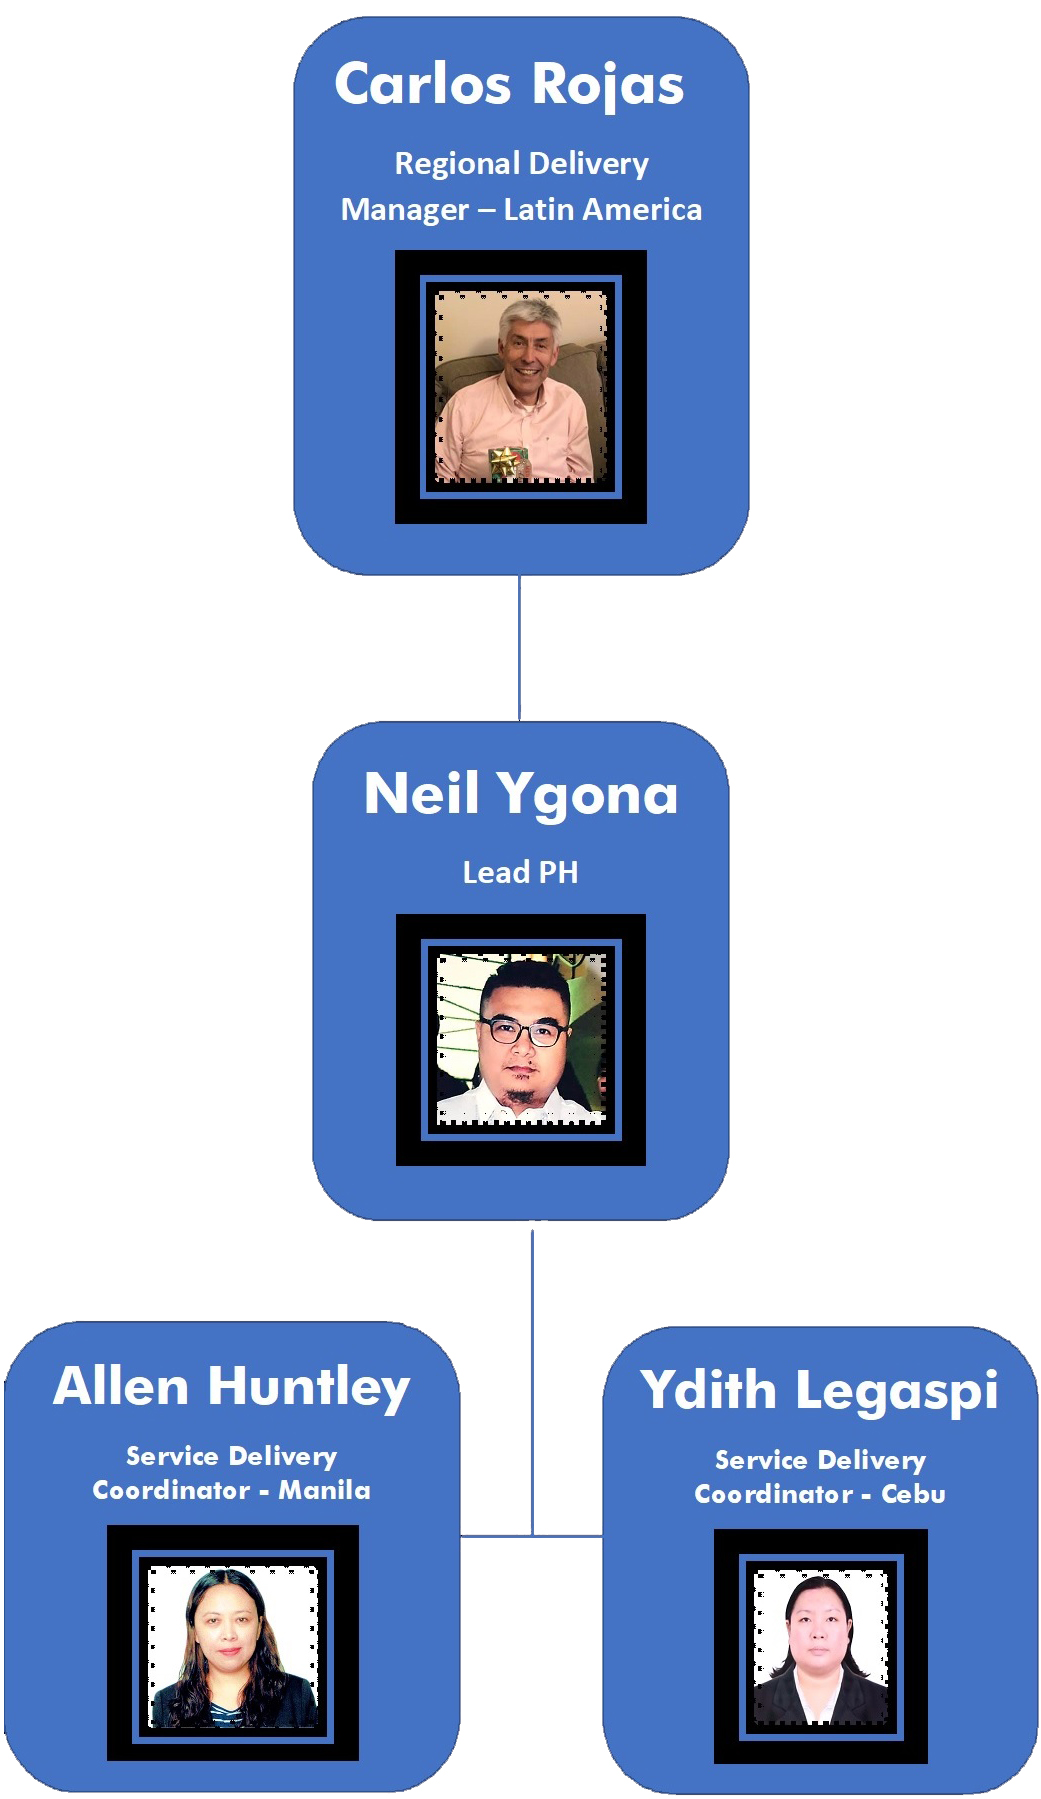 Carlos Rojas
Regional Delivery
Manager – Latin America
Neil Ygona
Lead PH
Allen Huntley
Service Delivery
Coordinator - Manila
Ydith Legaspi
Service Delivery
Coordinator - Cebu